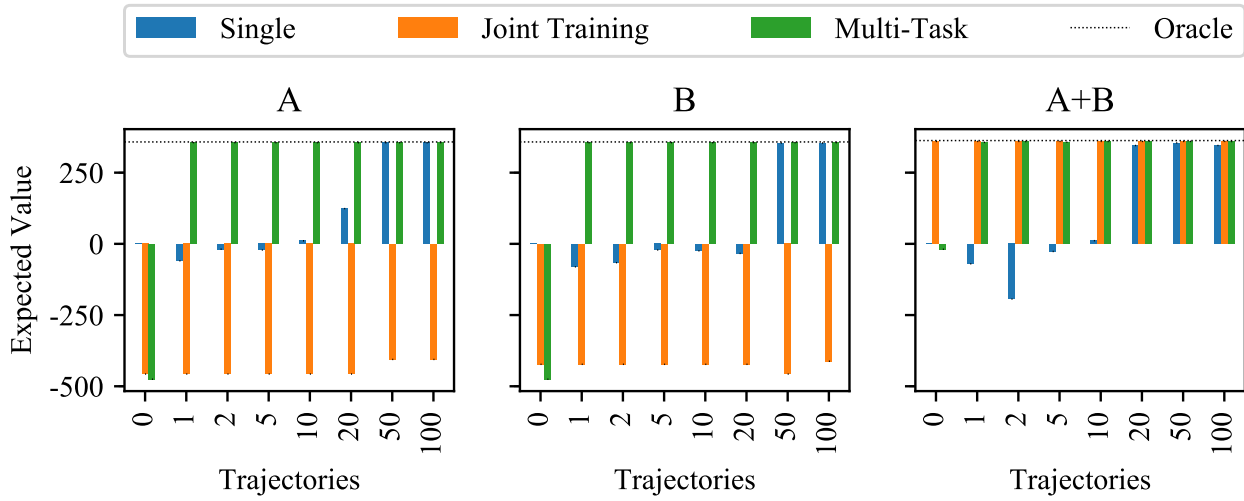 Single Joint Training Multi-Task Oracle
A B A+B
Expected Value
250
0
-250
-500
0 1 2 5 10 20 50 100
0 1 2 5 10 20 50 100
0 1 2 5 10 20 50 100
Trajectories Trajectories Trajectories